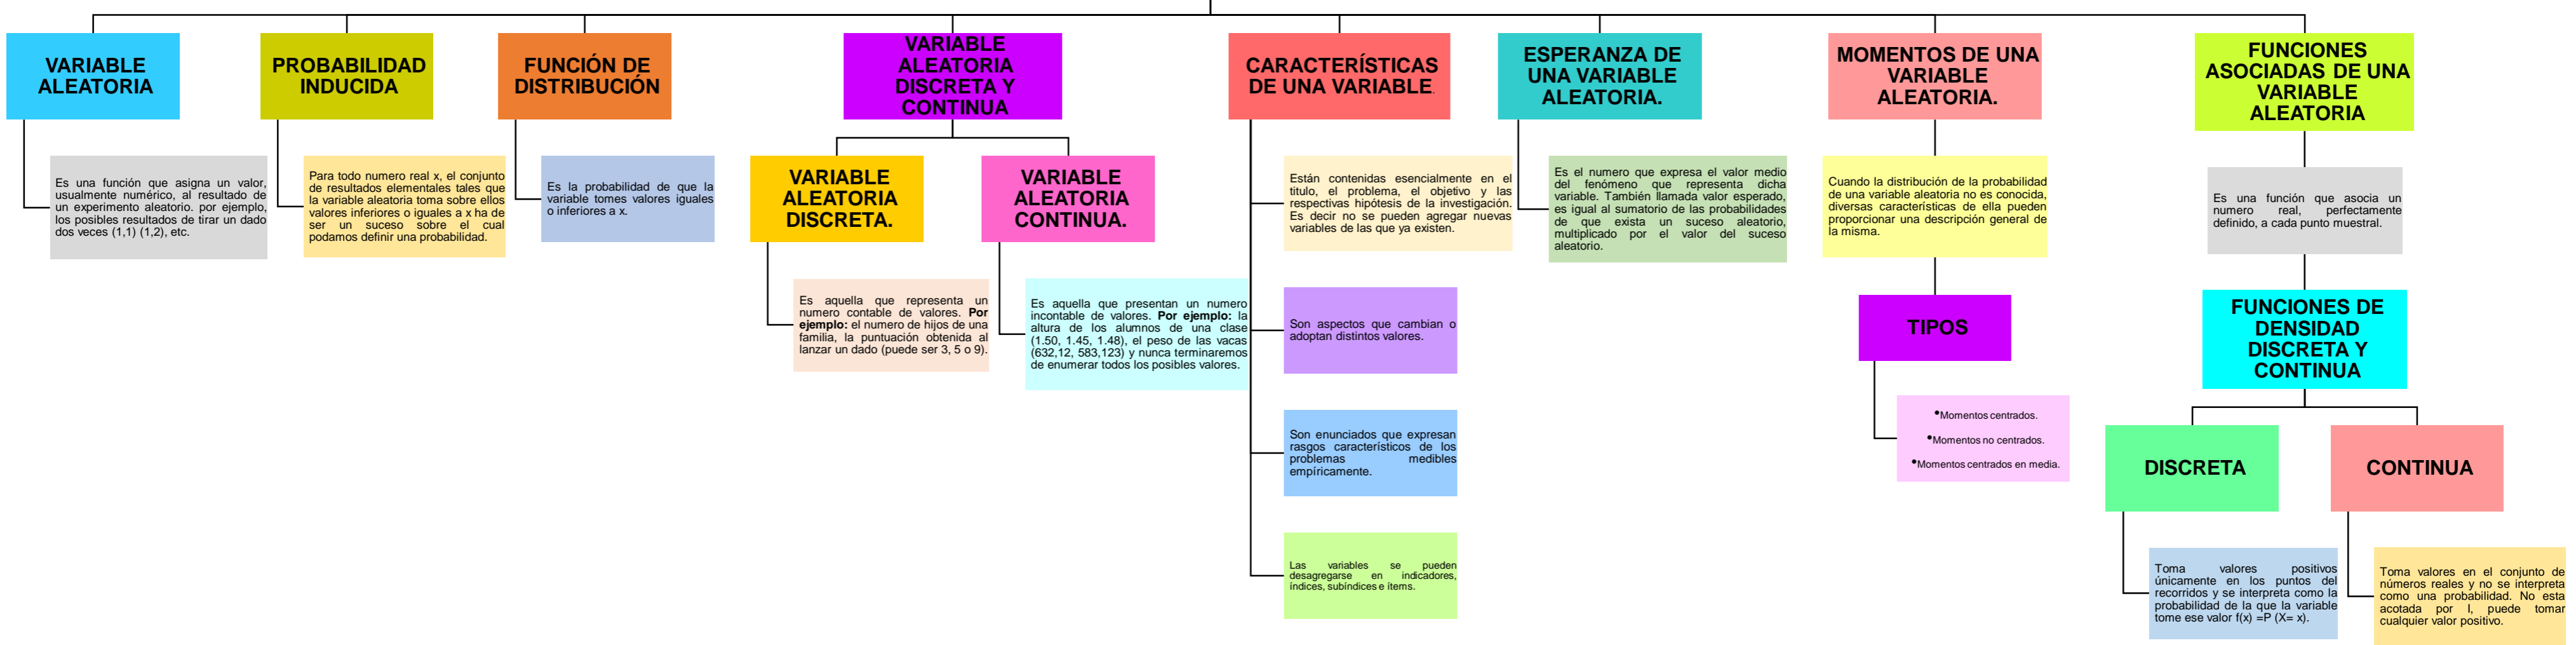 VARIABLE
ALEATORIA
Es una función que asigna un valor,
usualmente numérico, al resultado de
un experimento aleatorio. por ejemplo,
los posibles resultados de tirar un dado
dos veces (1,1) (1,2), etc.
PROBABILIDAD
INDUCIDA
Para todo numero real x, el conjunto
de resultados elementales tales que
la variable aleatoria toma sobre ellos
valores inferiores o iguales a x ha de
ser un suceso sobre el cual
podamos definir una probabilidad.
FUNCIÓN DE
DISTRIBUCIÓN
Es la probabilidad de que la
variable tomes valores iguales
o inferiores a x.
VARIABLE
ALEATORIA
DISCRETA Y
CONTINUA
VARIABLE
ALEATORIA
DISCRETA.
Es aquella que representa un
numero contable de valores. Por
ejemplo: el numero de hijos de una
familia, la puntuación obtenida al
lanzar un dado (puede ser 3, 5 o 9).
VARIABLE
ALEATORIA
CONTINUA.
Es aquella que presentan un numero
incontable de valores. Por ejemplo: la
altura de los alumnos de una clase
(1.50, 1.45, 1.48), el peso de las vacas
(632,12, 583,123) y nunca terminaremos
de enumerar todos los posibles valores.
CARACTERÍSTICAS
DE UNA VARIABLE.
Están contenidas esencialmente en el
titulo, el problema, el objetivo y las
respectivas hipótesis de la investigación.
Es decir no se pueden agregar nuevas
variables de las que ya existen.
Son aspectos que cambian o
adoptan distintos valores.
Son enunciados que expresan
rasgos característicos de los
problemas medibles
empíricamente.
Las variables se pueden
desagregarse en indicadores,
índices, subíndices e ítems.
ESPERANZA DE
UNA VARIABLE
ALEATORIA.
Es el numero que expresa el valor medio
del fenómeno que representa dicha
variable. También llamada valor esperado,
es igual al sumatorio de las probabilidades
de que exista un suceso aleatorio,
multiplicado por el valor del suceso
aleatorio.
MOMENTOS DE UNA
VARIABLE
ALEATORIA.
Cuando la distribución de la probabilidad
de una variable aleatoria no es conocida,
diversas características de ella pueden
proporcionar una descripción general de
la misma.
TIPOS
•Momentos centrados.
•Momentos no centrados.
•Momentos centrados en media.
FUNCIONES
ASOCIADAS DE UNA
VARIABLE
ALEATORIA
Es una función que asocia un
numero real, perfectamente
definido, a cada punto muestral.
FUNCIONES DE
DENSIDAD
DISCRETA Y
CONTINUA
DISCRETA
Toma valores positivos
únicamente en los puntos del
recorridos y se interpreta como la
probabilidad de la que la variable
tome ese valor f(x) =P (X= x).
CONTINUA
Toma valores en el conjunto de
números reales y no se interpreta
como una probabilidad. No esta
acotada por I, puede tomar
cualquier valor positivo.